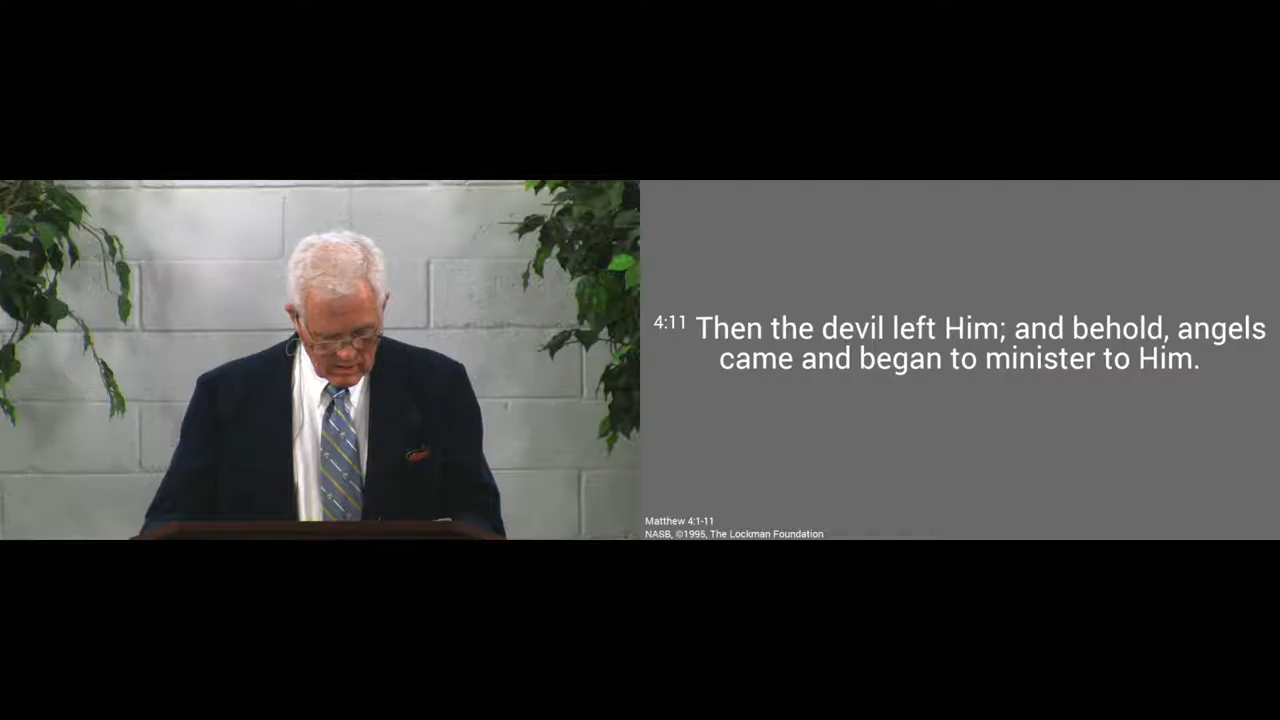 4:11 Then the devil left Him; and behold, angels
came and began to minister to Him.
Matthew 4:1-11
NASB, ©1995, The Lockman Foundation